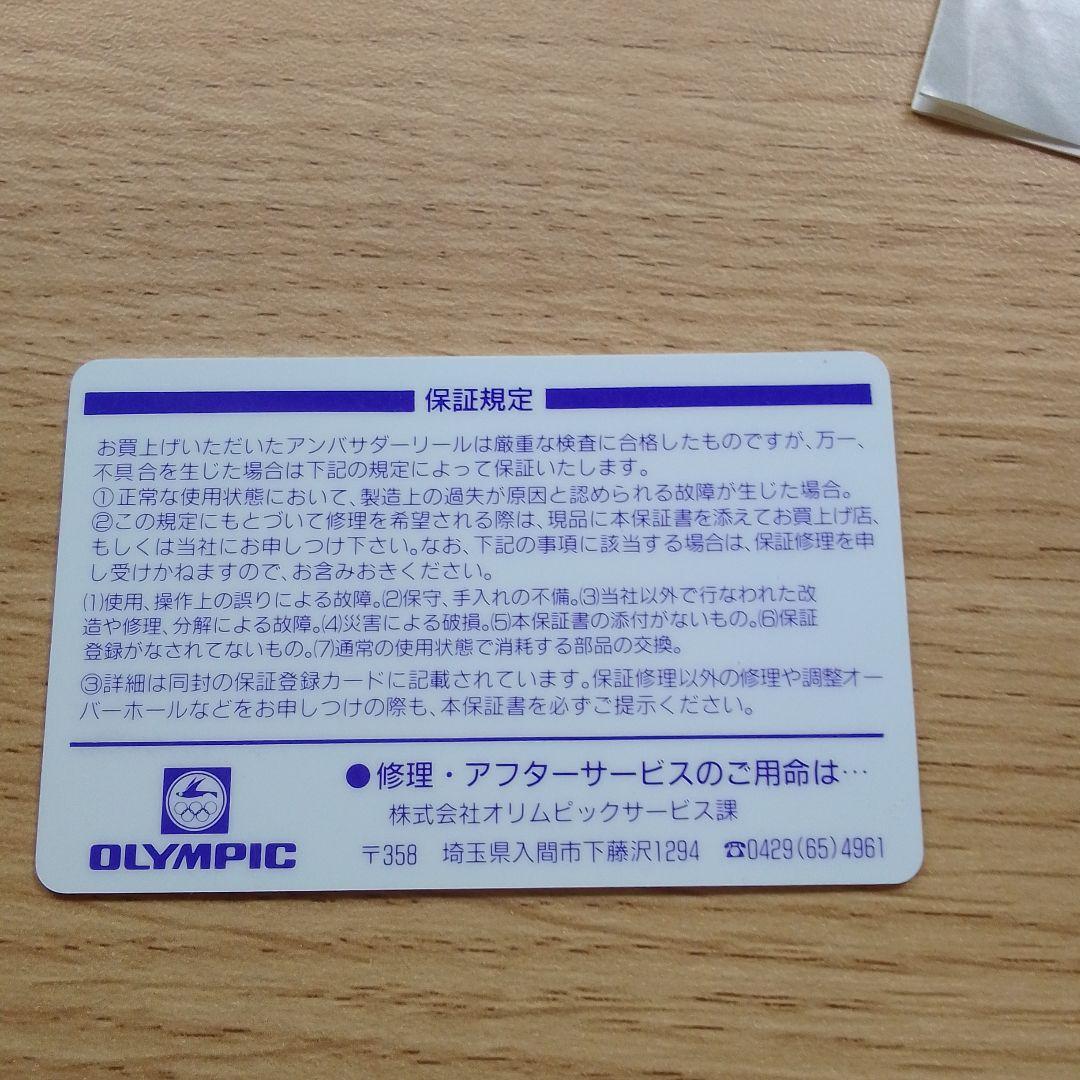 保証規定
お買上げいただいたアンバサダーリールは厳重な検査に合格したものですが、万一、
不具合を生じた場合は下記の規定によって保証いたします。
①正常な使用状態において、製造上の過失が原因と認められる故障が生じた場合。
②この規定にもとづいて修理を希望される際は、現品に本保証書を添えてお買上げ店、
もしくは当社にお申しつけ下さい。なお、下記の事項に該当する場合は、保証修理を申
し受けかねますので、お含みおきください。
(1)使用、操作上の誤りによる故障。(2)保守、手入れの不備。(3)当社以外で行なわれた改
造や修理、分解による故障。(4)災害による破損。(5)本保証書の添付がないもの。(6)保証
登録がなされてないもの。(7)通常の使用状態で消耗する部品の交換。
③詳細は同封の保証登録カードに記載されています。保証修理以外の修理や調整オー
バーホールなどをお申しつけの際も、本保証書を必ずご提示ください。
●修理・アフターサービスのご用命は…
株式会社オリムピックサービス課
〒358 埼玉県入間市下藤沢1294 ☎0429(65)4961
OLYMPIC